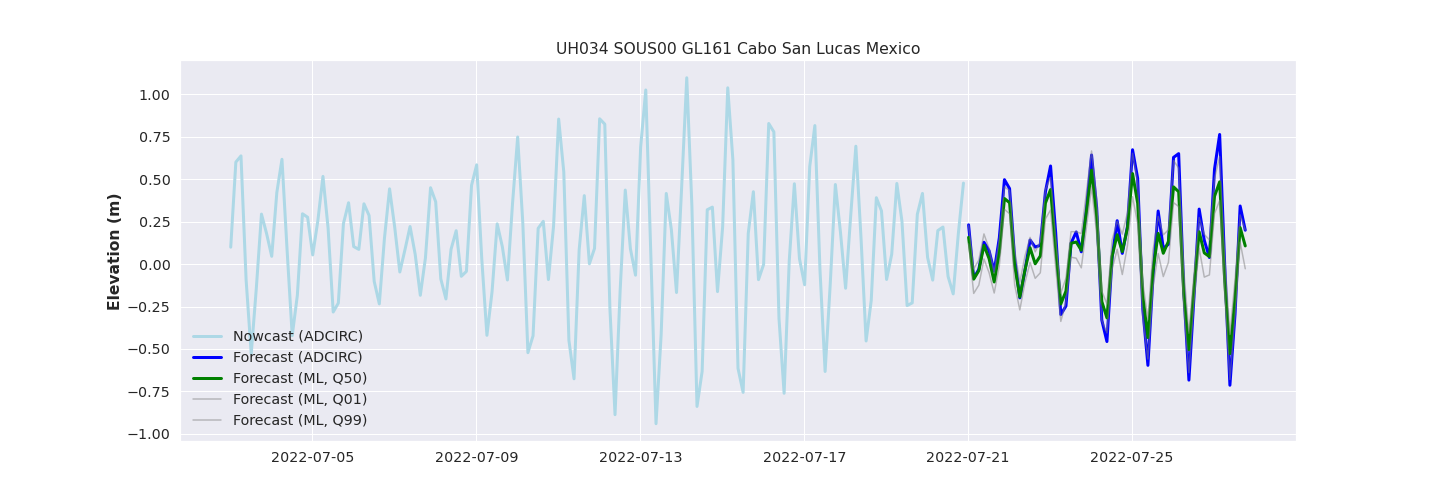 UH034 SOUS00 GL161 Cabo San Lucas Mexico
1.00
0.75
0.50
0.25
0.00
−0.25
−0.50
−0.75
−1.00
Elevation (m)
Nowcast (ADCIRC)
Forecast (ADCIRC)
Forecast (ML, Q50)
Forecast (ML, Q01)
Forecast (ML, Q99)
2022-07-05 2022-07-09 2022-07-13 2022-07-17 2022-07-21 2022-07-25